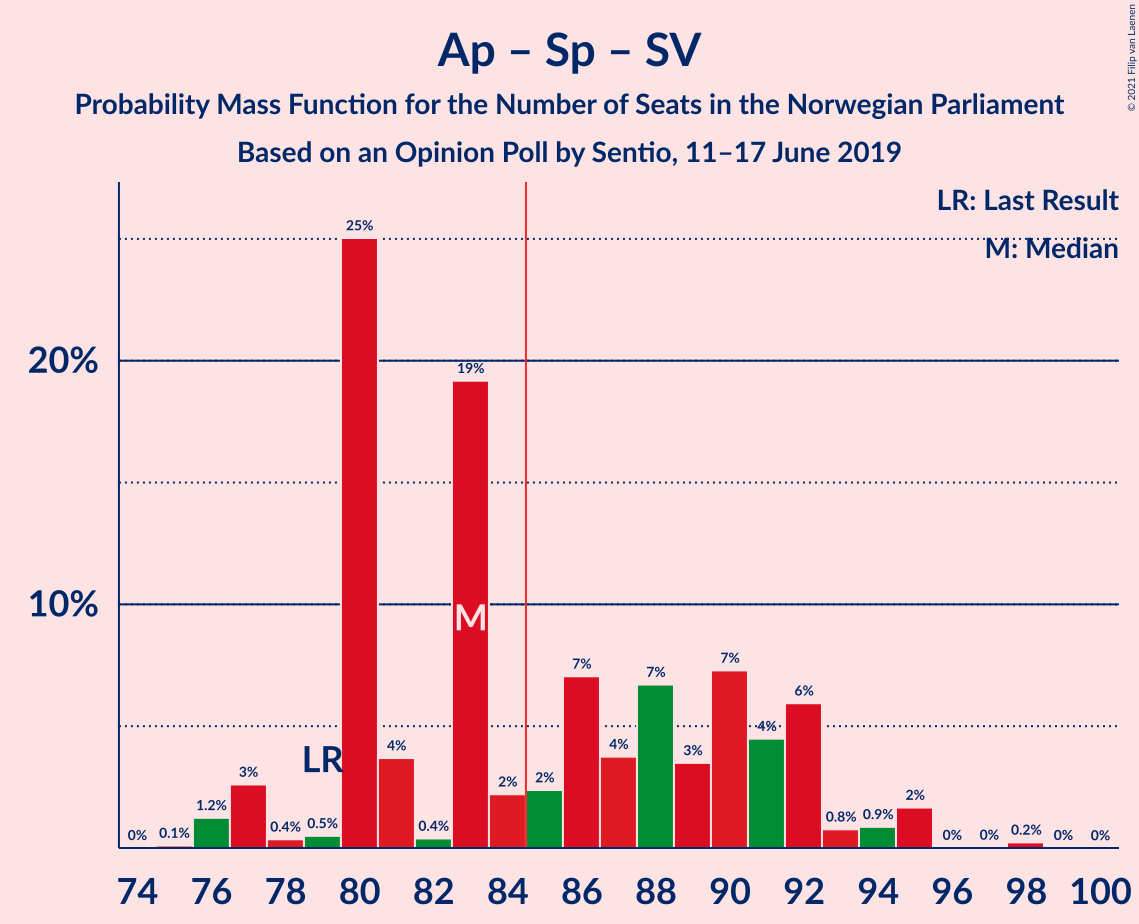 Ap – Sp – SV
Probability Mass Function for the Number of Seats in the Norwegian Parliament
Based on an Opinion Poll by Sentio, 11–17 June 2019
© 2021 Filip van Laenen
LR: Last Result
M: Median
20%
10%
0% 0.1% 1.2% 3% 0.4% 0.5% 25% 4% 0.4% 19% 2% 2% 7% 4% 7% 3% 7% 4% 6% 0.8% 0.9% 2% 0% 0% 0.2% 0% 0%
LR
M
74 76 78 80 82 84 86 88 90 92 94 96 98 100